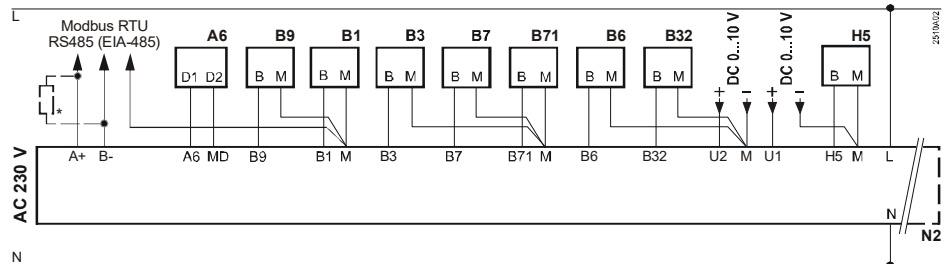 L
Modbus RTU
RS485 (EIA-485)
A6 B9 B1 B3 B7 B71 B6 B32 + DC 0...10 V - + DC 0...10 V - H5
2510A02
D1 D2 B M B M B M B M B M B M B M B M
*
A+ B- A6 MD B9 B1 M B3 B7 B71 M B6 B32 U2 M U1 H5 M L
AC 230 V
N
N2
N